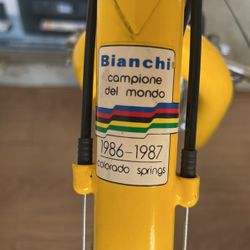 Bianchi
campione
del mondo
1986-1987
colorado springs